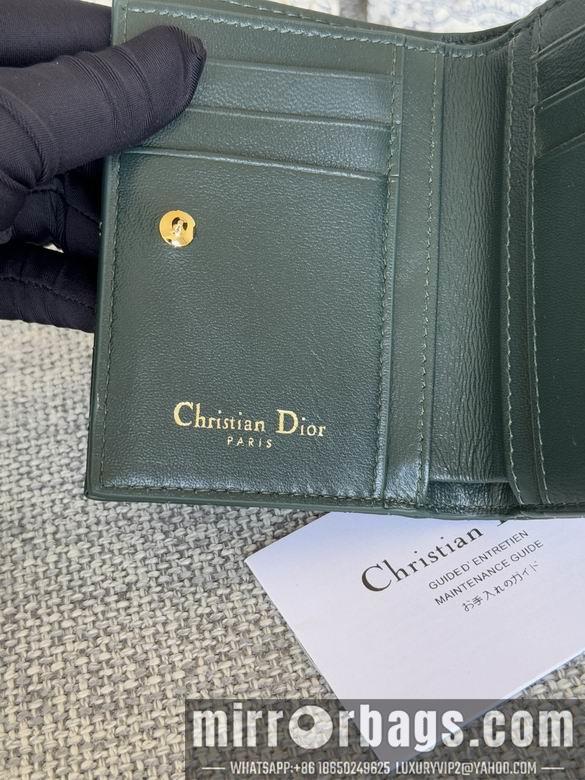 Christian Dior
PARIS
Christian
GUIDE D'ENTRETIEN
MAINTENANCE GUIDE
お手入れのガイド
mirrorbags.com
WHATSAPP:+86 18650249625 LUXURYVIP2@YAHOO.COM